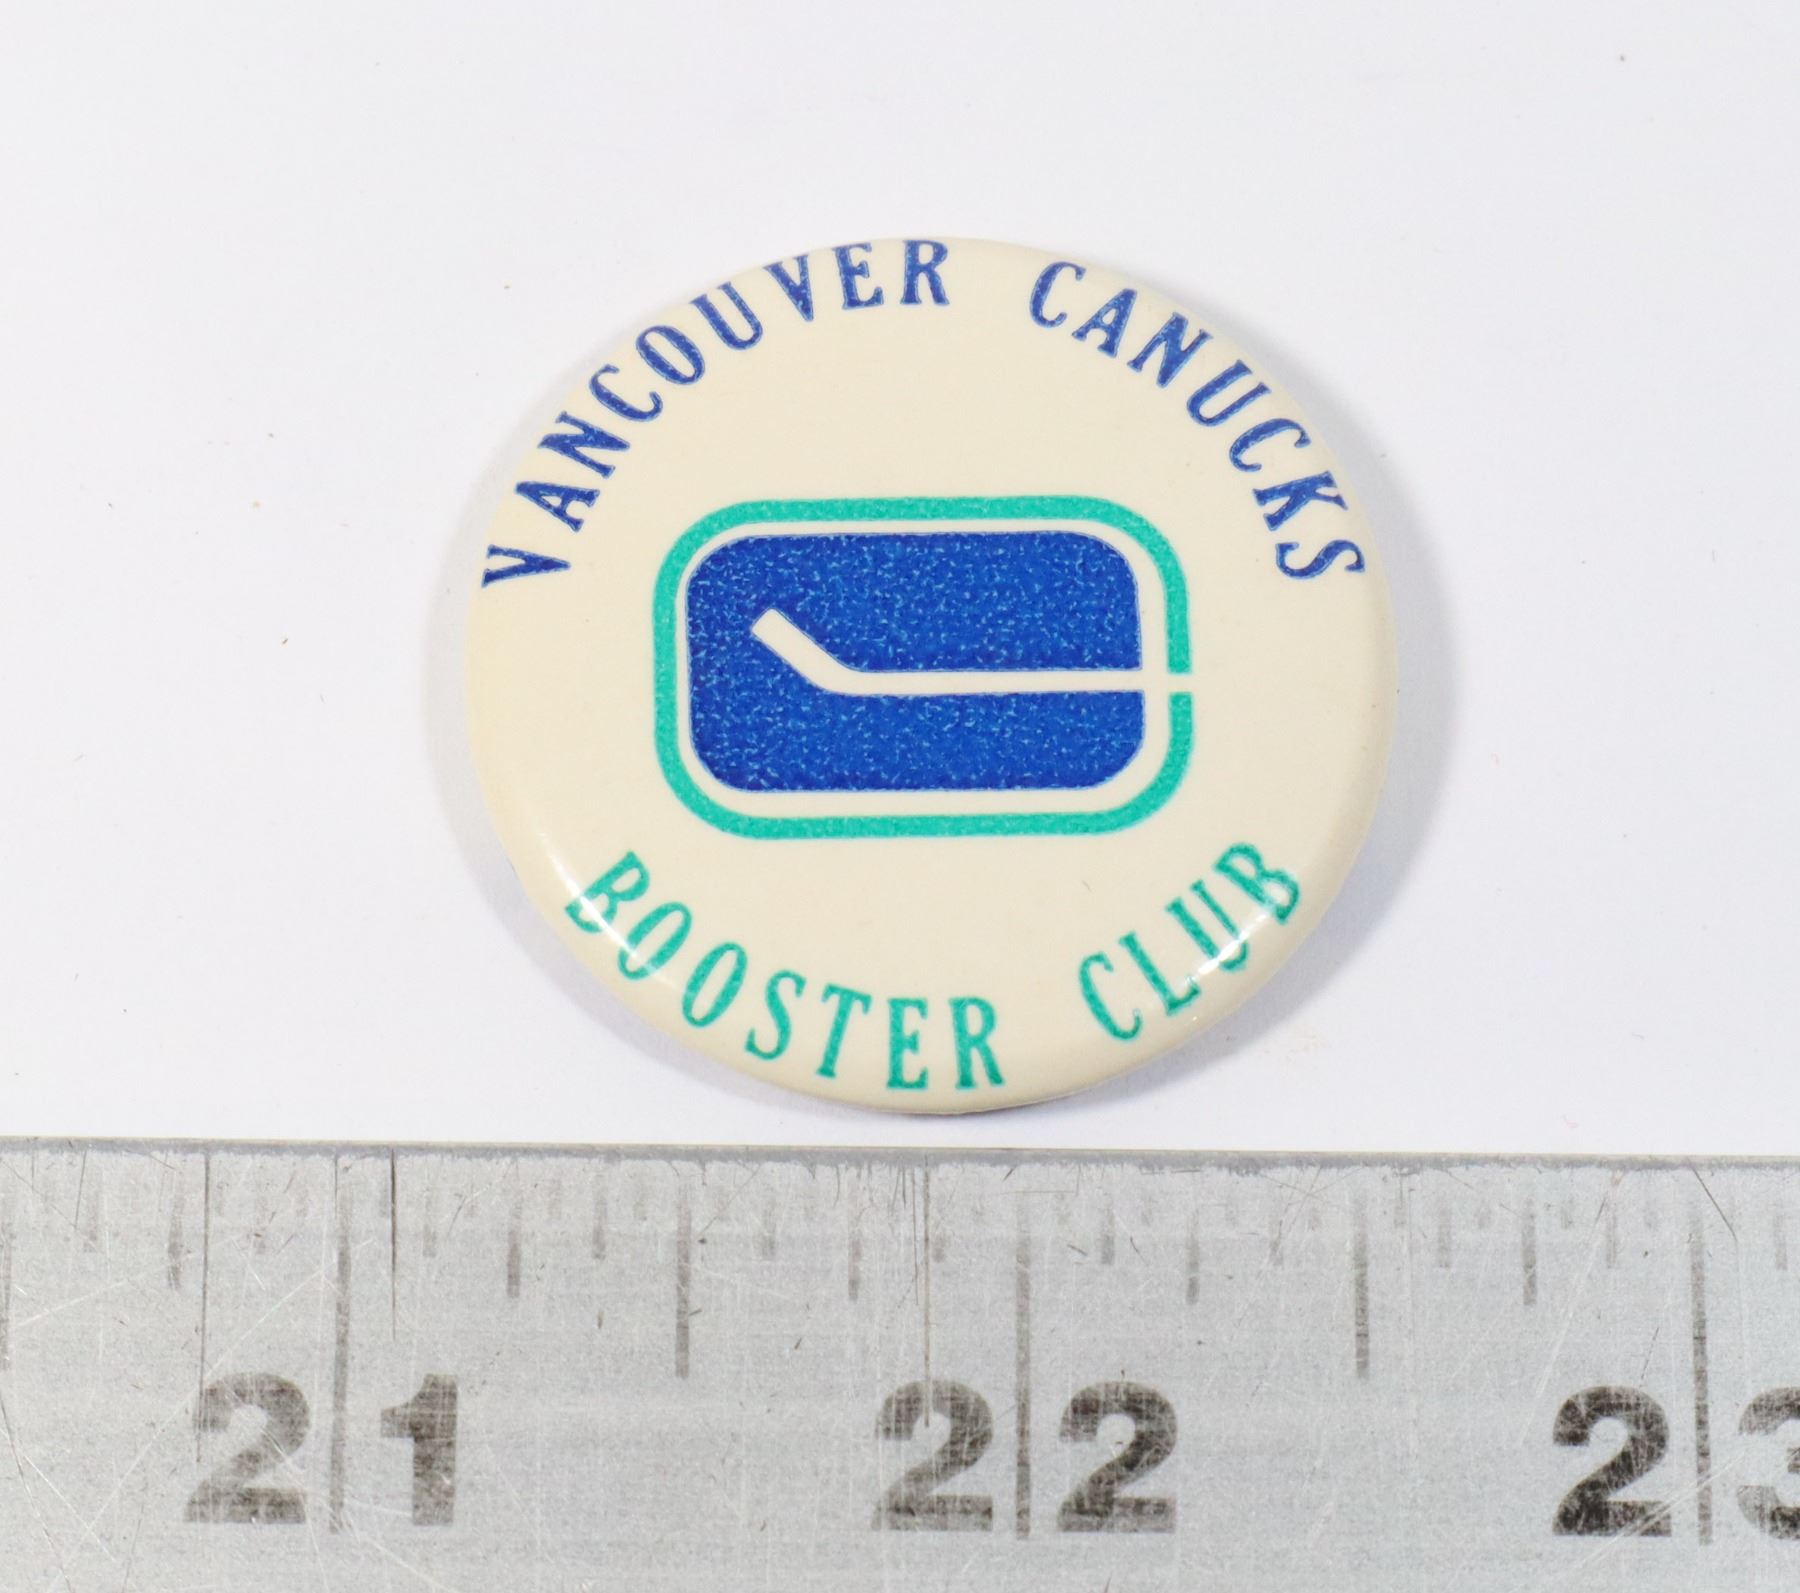 VANCOUVER CANUCKS
BOOSTER CLUB
21 22 23